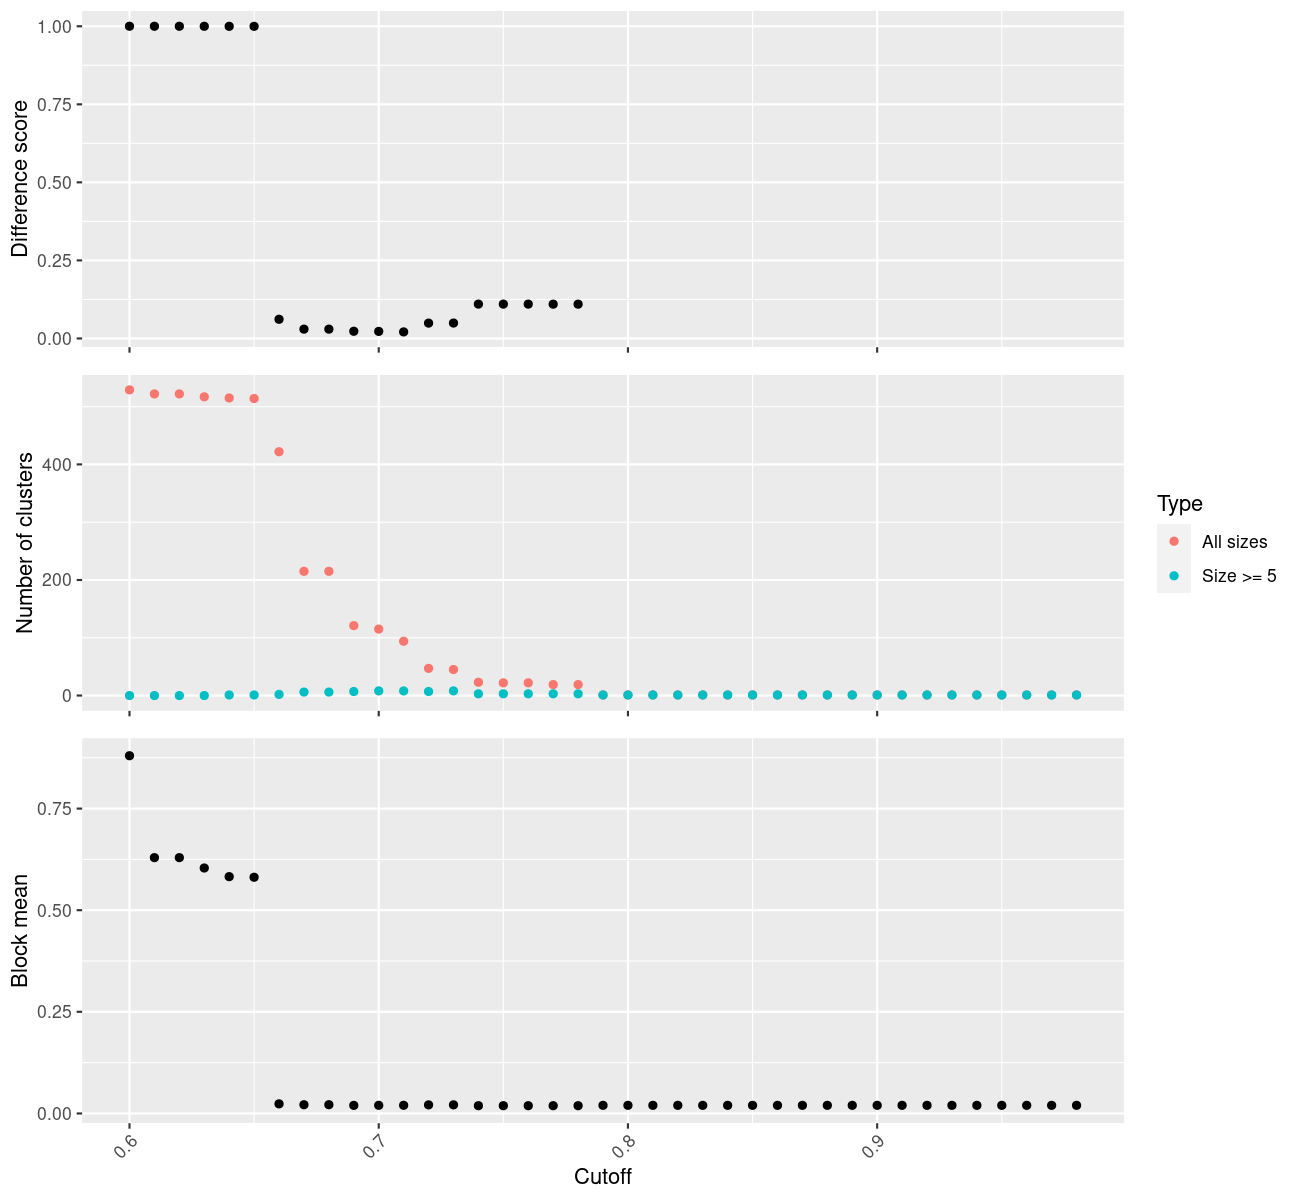 1.00
0.75
0.50
0.25
0.00
Difference score
400
200
0
Number of clusters
Type
All sizes
Size >= 5
0.75
0.50
0.25
0.00
Block mean
0.6
0.7
0.8
0.9
Cutoff